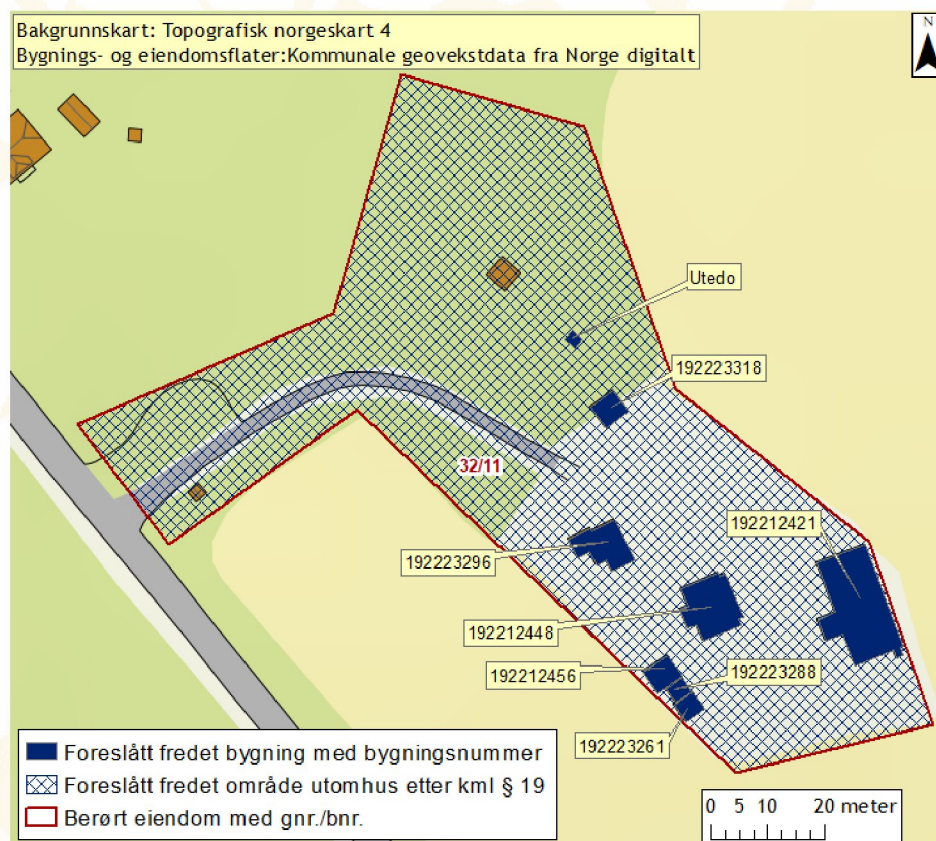 Bakgrunnskart: Topografisk norgeskart 4
Bygnings- og eiendomsflater:Kommunale geovekstdata fra Norge digitalt
N
Utedo
192223318
32/11
192212421
192223296
192212448
192212456
192223288
192223261
Foreslått fredet bygning med bygningsnummer
Foreslått fredet område utomhus etter kml § 19
Berørt eiendom med gnr./bnr.
0 5 10 20 meter